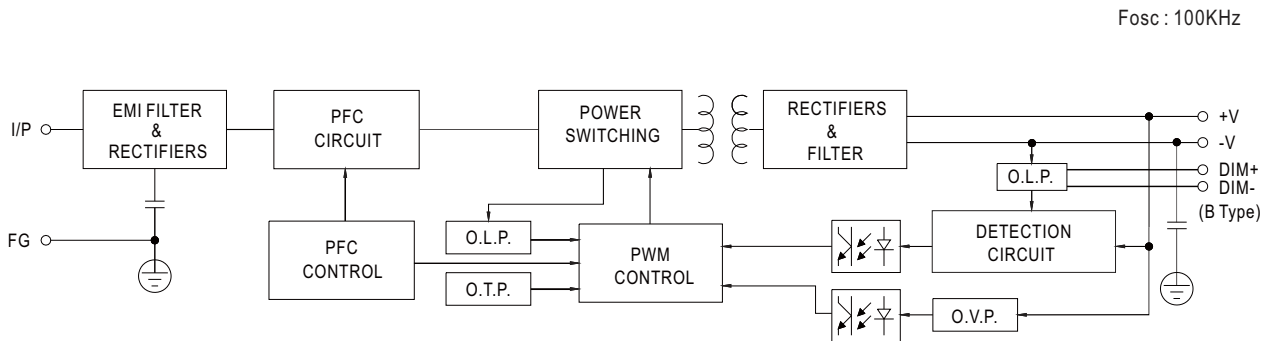 Fosc : 100KHz
I/P
EMI FILTER
&
RECTIFIERS
PFC
CIRCUIT
POWER
SWITCHING
RECTIFIERS
&
FILTER
+V
-V
DIM+
DIM-
(B Type)
O.L.P.
FG
PFC
CONTROL
O.L.P.
O.T.P.
PWM
CONTROL
DETECTION
CIRCUIT
O.V.P.